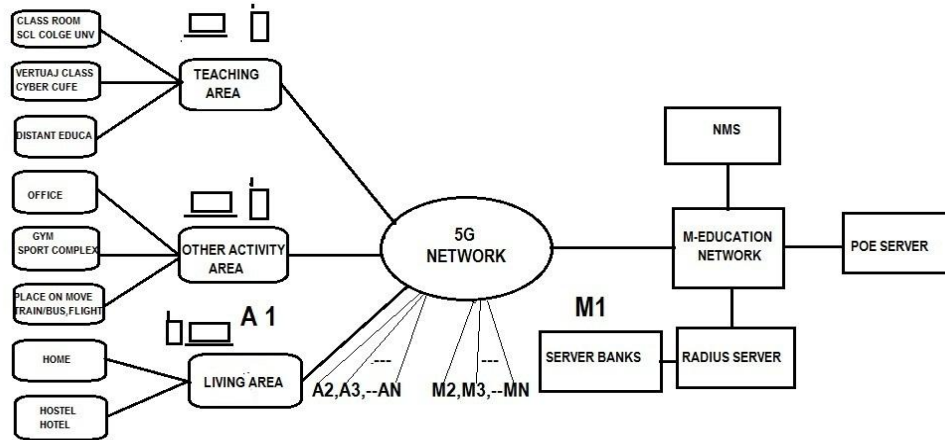 CLASS ROOM
SCL COLGE UNV
VERTUAJ CLASS
CYBER CUFE
DISTANT EDUCA
TEACHING
AREA
OFFICE
GYM
SPORT COMPLEX
PLACE ON MOVE
TRAIN/BUS,FLIGHT
OTHER ACTIVITY
AREA
A 1
HOME
HOSTEL
HOTEL
LIVING AREA
5G
NETWORK
---
A2,A3,--AN
---
M2,M3,--MN
M1
NMS
M-EDUCATION
NETWORK
POE SERVER
SERVER BANKS
RADIUS SERVER